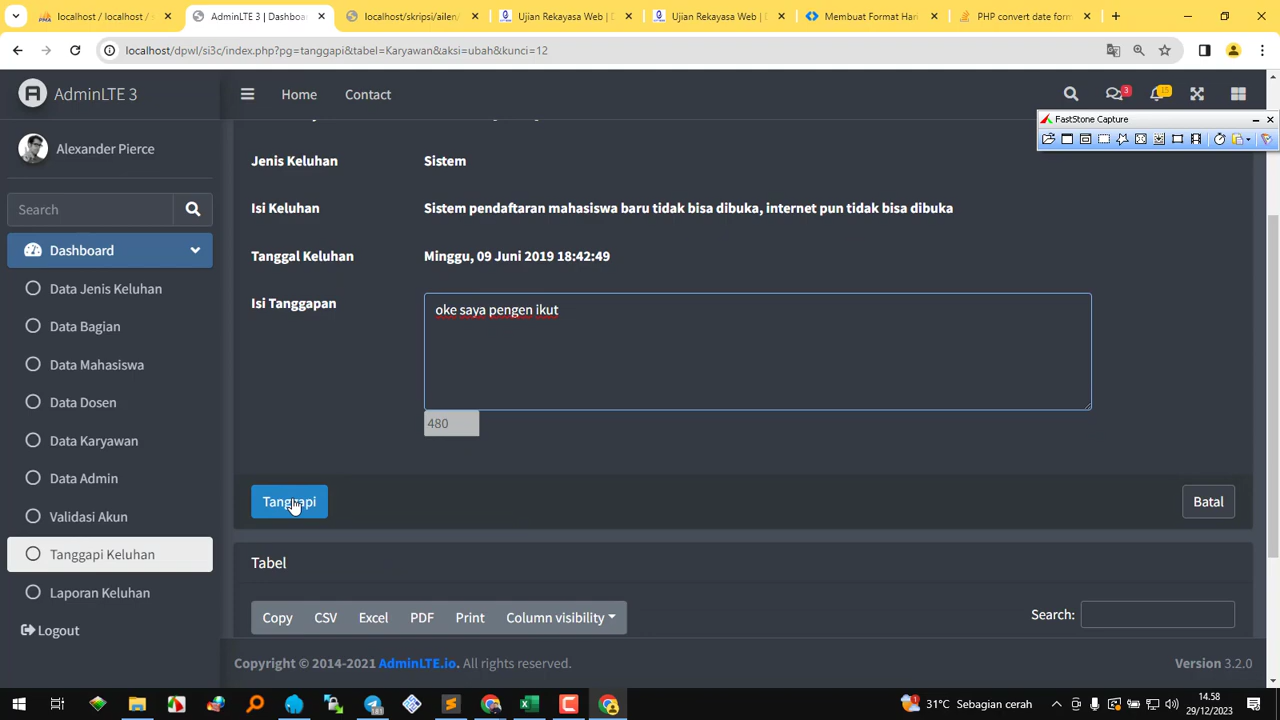 localhost / localhost /
AdminLTE 3 | Dashboa
localhost/skripsi/ailen/
Ujian Rekayasa Web | D
Ujian Rekayasa Web | D
Membuat Format Hari
PHP convert date form
localhost/dpwl/si3c/index.php?pg=tanggapi&tabel=Karyawan&aksi=ubah&kunci=12
AdminLTE 3
Home
Contact
3
15
FastStone Capture
Alexander Pierce
Search
Dashboard
Data Jenis Keluhan
Data Bagian
Data Mahasiswa
Data Dosen
Data Karyawan
Data Admin
Validasi Akun
Tanggapi Keluhan
Laporan Keluhan
Logout
Jenis Keluhan
Sistem
Isi Keluhan
Sistem pendaftaran mahasiswa baru tidak bisa dibuka, internet pun tidak bisa dibuka
Tanggal Keluhan
Minggu, 09 Juni 2019 18:42:49
Isi Tanggapan
oke saya pengen ikut
480
Tanggapi
Batal
Tabel
Copy
CSV
Excel
PDF
Print
Column visibility
Search:
Copyright © 2014-2021 AdminLTE.io. All rights reserved.
Version 3.2.0
31°C Sebagian cerah
14.58
29/12/2023